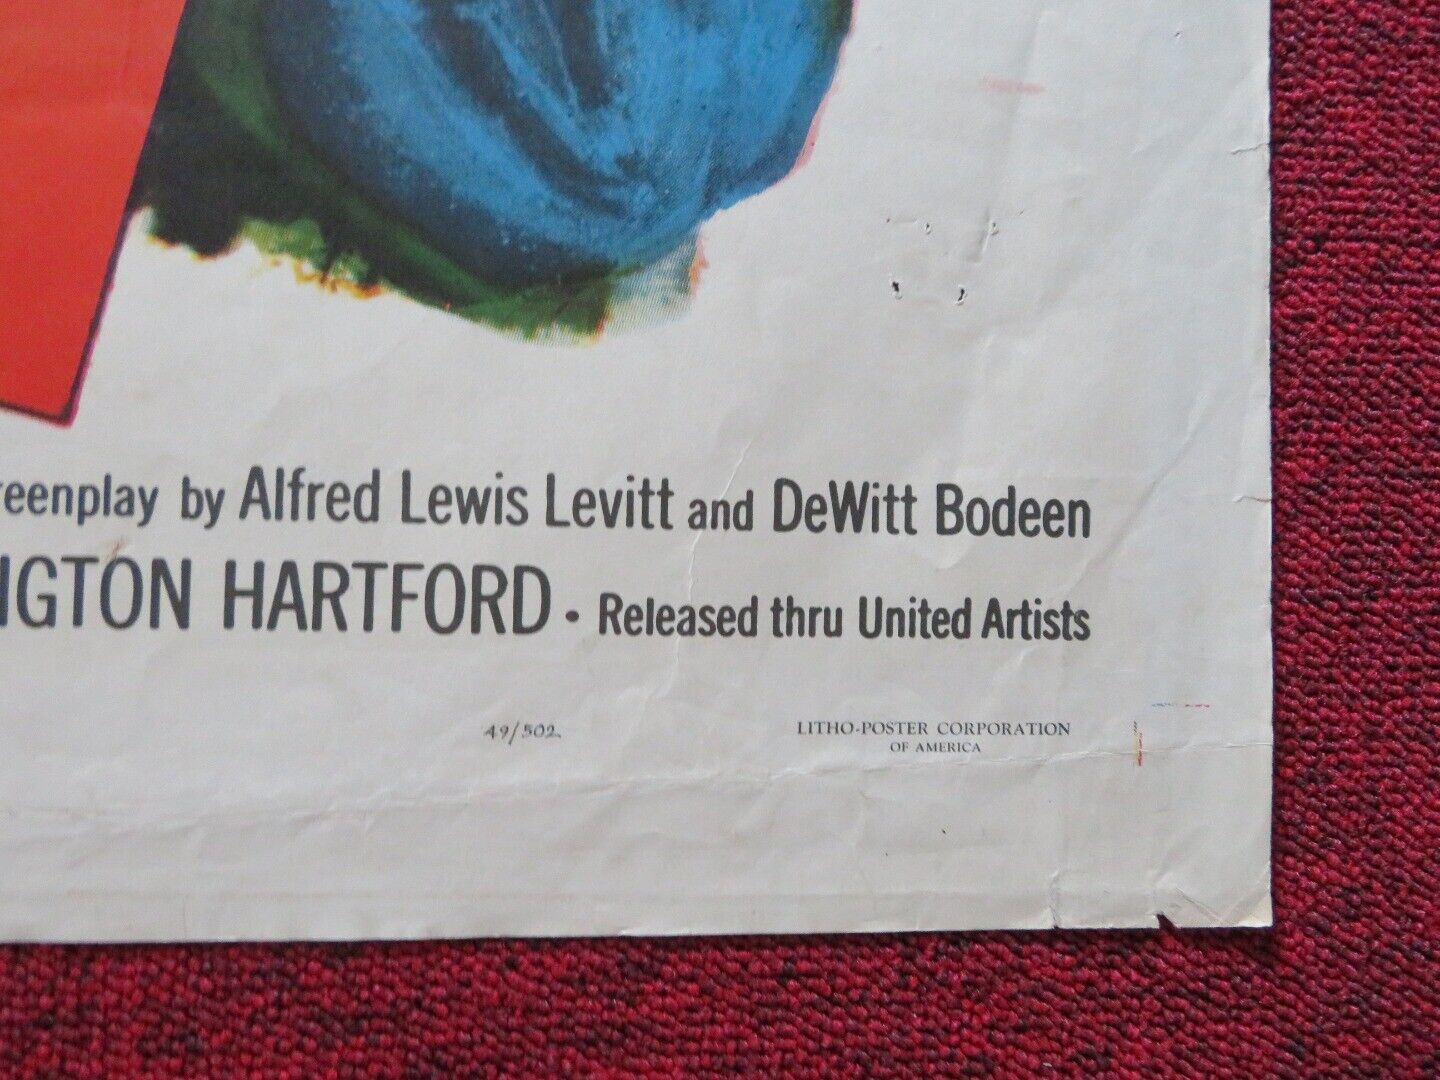 reenplay by Alfred Lewis Levitt and DeWitt Bodeen
NGTON HARTFORD • Released thru United Artists
49/502
LITHO-POSTER CORPORATION
OF AMERICA